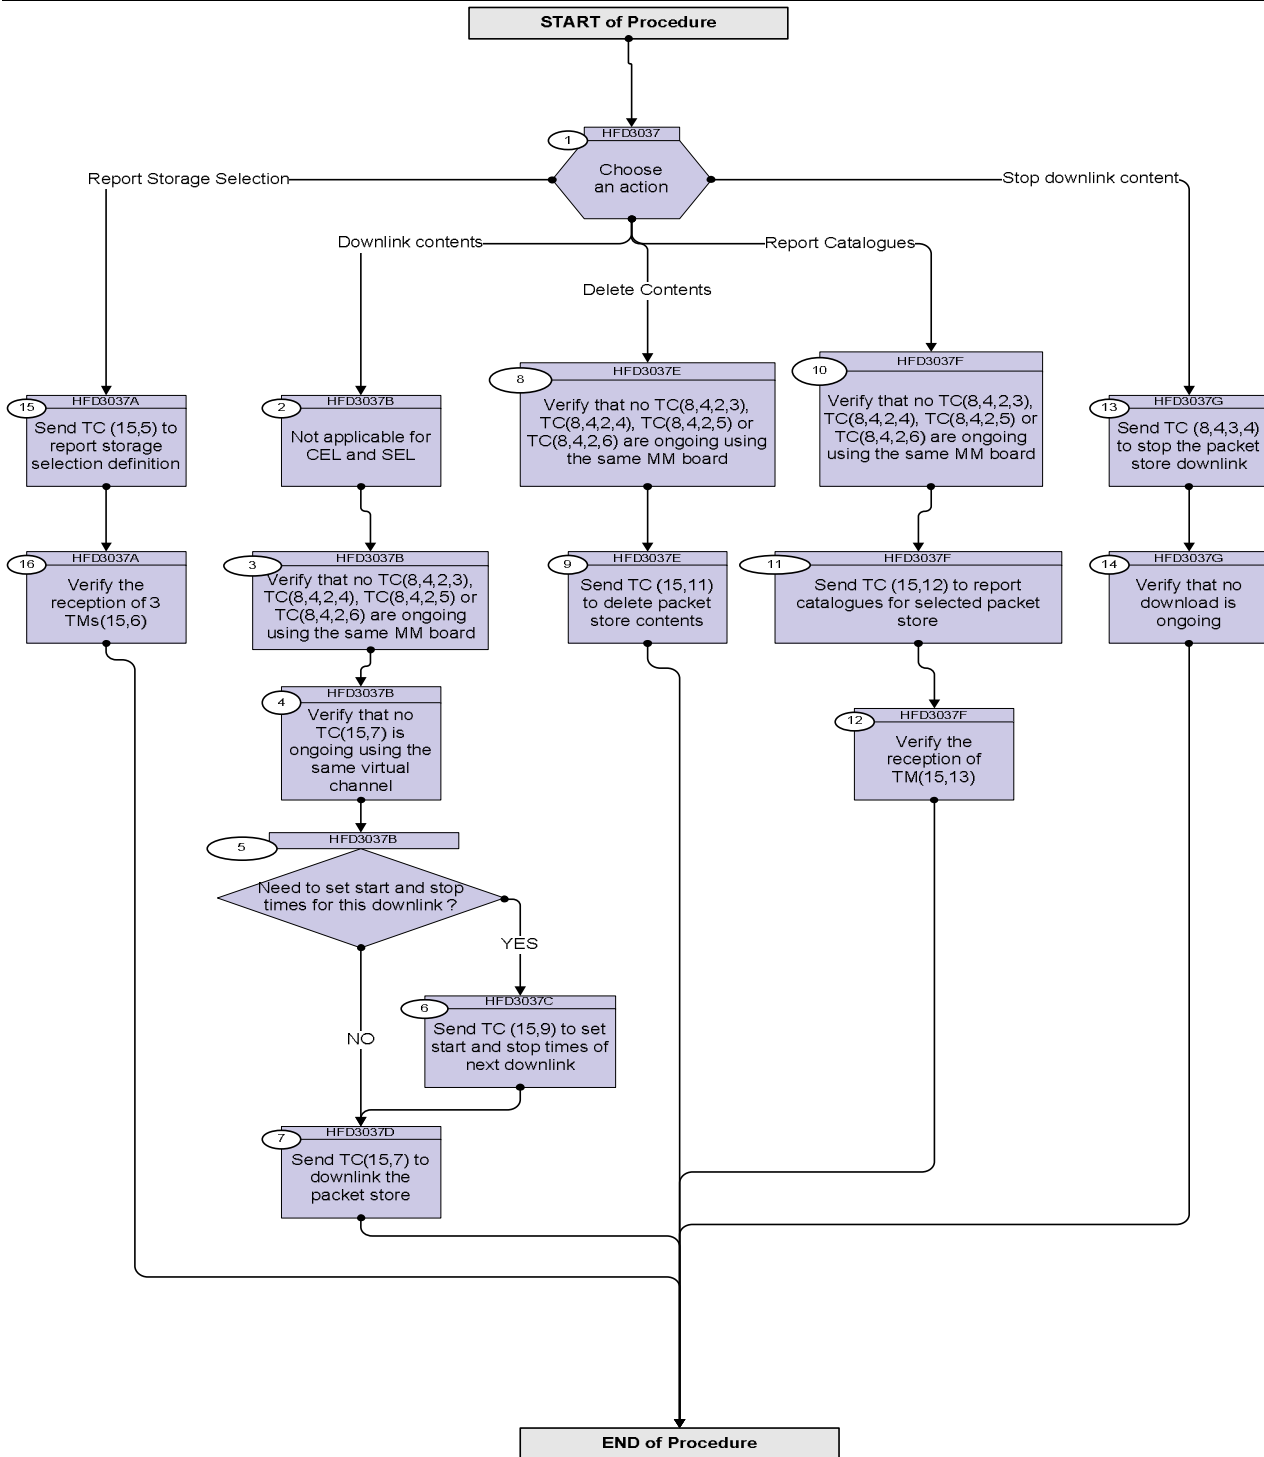 START of Procedure
HFD3037
1
Choose
an action
Report Storage Selection
Stop downlink content
Downlink contents
Report Catalogues
Delete Contents
HFD3037A
15
Send TC (15,5) to
report storage
selection definition
HFD3037B
2
Not applicable for
CEL and SEL
HFD3037E
8
Verify that no TC(8,4,2,3),
TC(8,4,2,4), TC(8,4,2,5) or
TC(8,4,2,6) are ongoing using
the same MM board
HFD3037F
10
Verify that no TC(8,4,2,3),
TC(8,4,2,4), TC(8,4,2,5) or
TC(8,4,2,6) are ongoing
using the same MM board
HFD3037G
13
Send TC (8,4,3,4)
to stop the packet
store downlink
HFD3037A
16
Verify the
reception of 3
TMs(15,6)
HFD3037B
3
Verify that no TC(8,4,2,3),
TC(8,4,2,4), TC(8,4,2,5) or
TC(8,4,2,6) are ongoing
using the same MM board
HFD3037E
9
Send TC (15,11)
to delete packet
store contents
HFD3037F
11
Send TC (15,12) to report
catalogues for selected packet
store
HFD3037G
14
Verify that no
download is
ongoing
HFD3037B
4
Verify that no
TC(15,7) is
ongoing using the
same virtual
channel
HFD3037F
12
Verify the
reception of
TM(15,13)
HFD3037B
5
Need to set start and stop
times for this downlink ?
YES
NO
HFD3037C
6
Send TC (15,9) to set
start and stop times of
next downlink
HFD3037D
7
Send TC(15,7) to
downlink the
packet store
END of Procedure